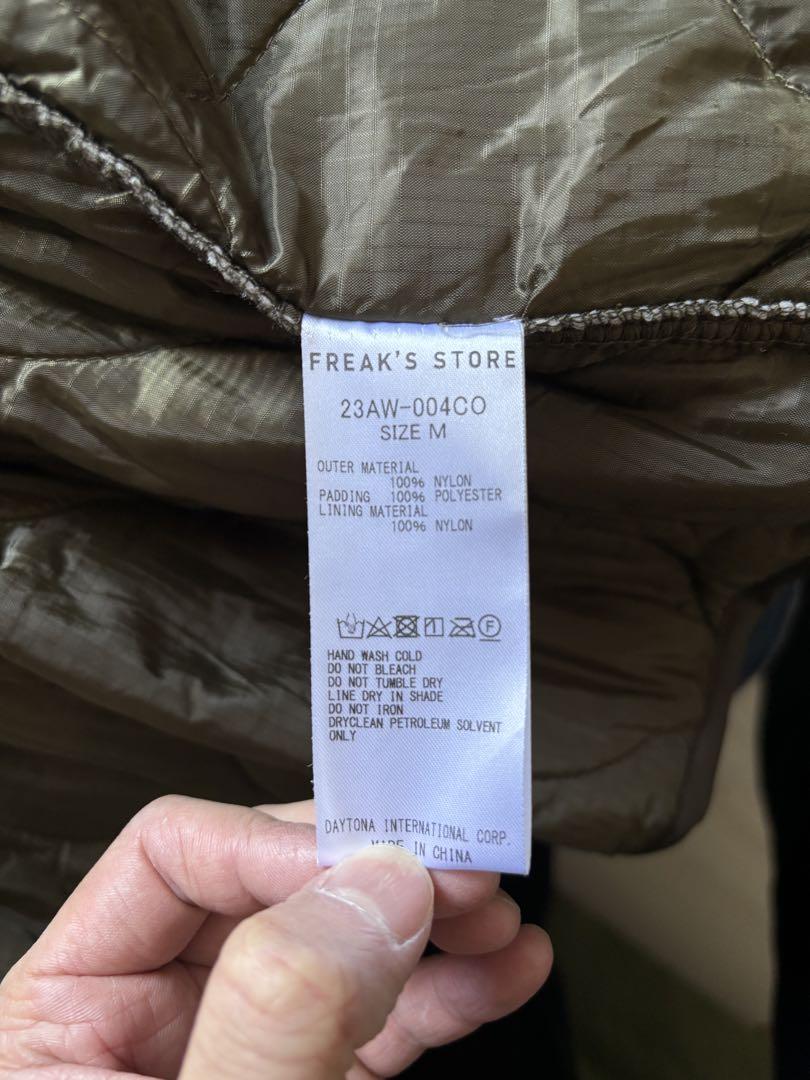 FREAK'S STORE
23AW-004CO
SIZE M
OUTER MATERIAL
100% NYLON
PADDING 100% POLYESTER
LINING MATERIAL
100% NYLON
F
HAND WASH COLD
DO NOT BLEACH
DO NOT TUMBLE DRY
LINE DRY IN SHADE
DO NOT IRON
DRYCLEAN PETROLEUM SOLVENT
ONLY
DAYTONA INTERNATIONAL CORP.
MADE IN CHINA